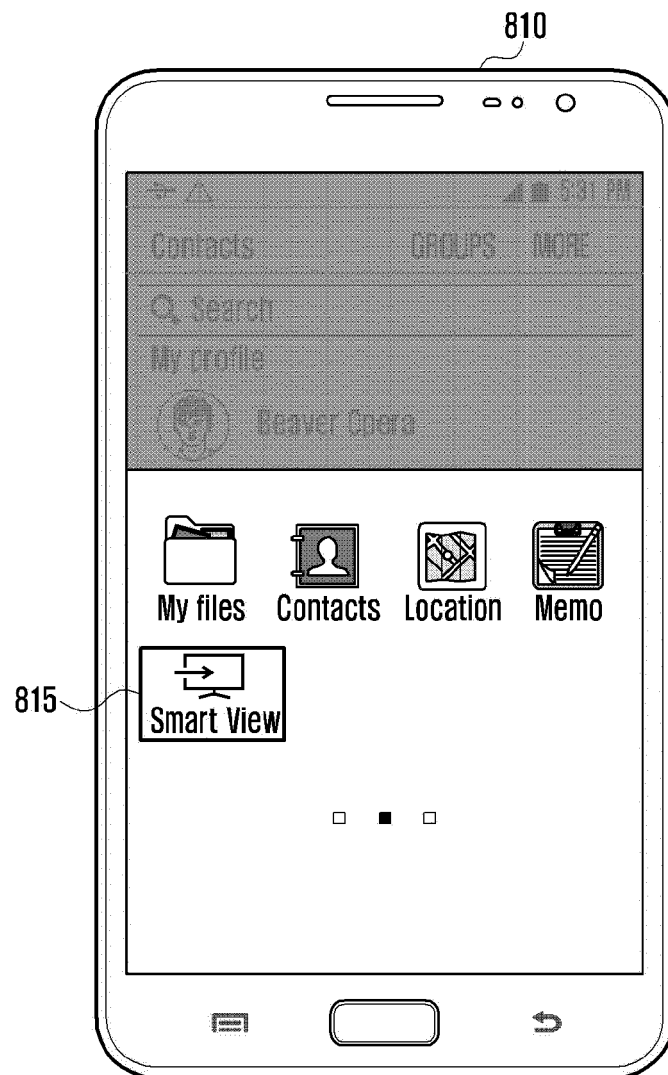 810
5:31 PM
Contacts GROUPS MORE
Search
My profile
Beaver Opera
My files Contacts Location Memo
815
Smart View